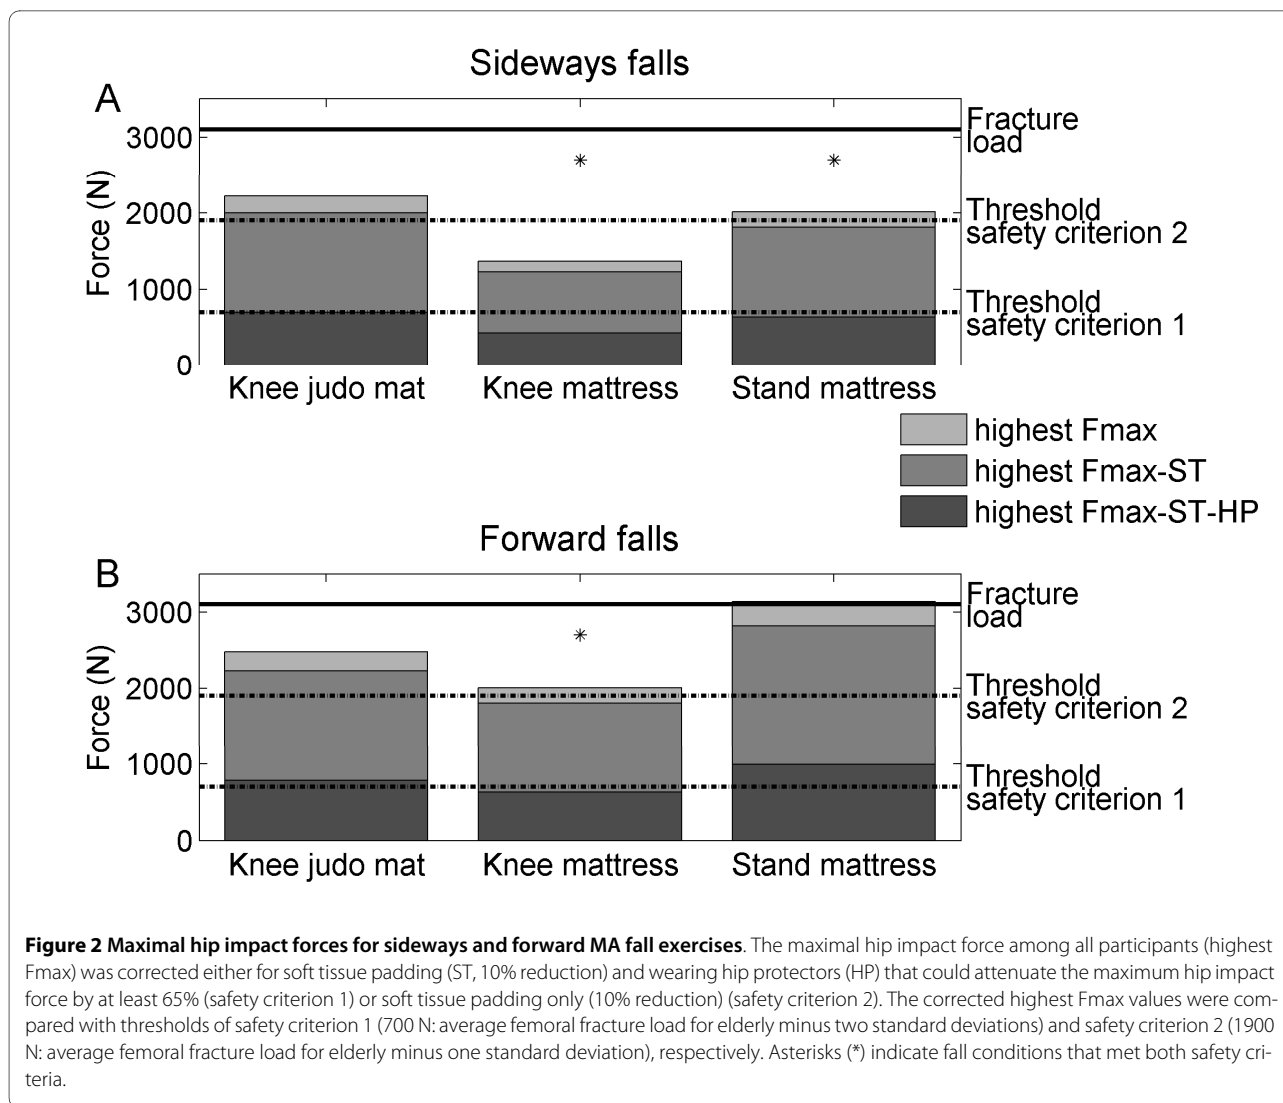 Sideways falls
A
Force (N)
3000
2000
1000
0
*
*
Fracture
load
Threshold
safety criterion 2
Threshold
safety criterion 1
Knee judo mat
Knee mattress
Stand mattress
highest Fmax
highest Fmax-ST
highest Fmax-ST-HP
Forward falls
B
Force (N)
3000
2000
1000
0
*
Fracture
load
Threshold
safety criterion 2
Threshold
safety criterion 1
Knee judo mat
Knee mattress
Stand mattress
Figure 2 Maximal hip impact forces for sideways and forward MA fall exercises. The maximal hip impact force among all participants (highest
Fmax) was corrected either for soft tissue padding (ST, 10% reduction) and wearing hip protectors (HP) that could attenuate the maximum hip impact
force by at least 65% (safety criterion 1) or soft tissue padding only (10% reduction) (safety criterion 2). The corrected highest Fmax values were com-
pared with thresholds of safety criterion 1 (700 N: average femoral fracture load for elderly minus two standard deviations) and safety criterion 2 (1900
N: average femoral fracture load for elderly minus one standard deviation), respectively. Asterisks (*) indicate fall conditions that met both safety cri-
teria.